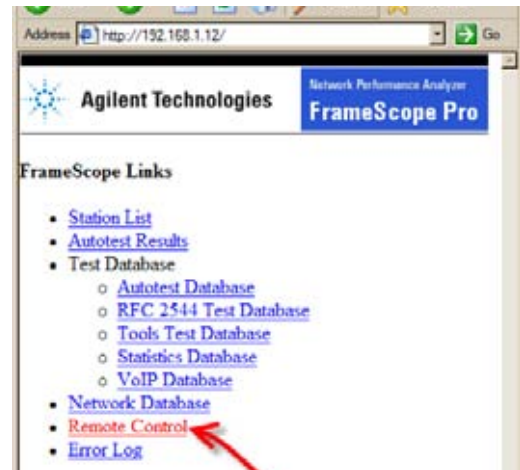 Address http://192.168.1.12/ Go
Agilent Technologies
Network Performance Analyzer
FrameScope Pro
FrameScope Links
Station List
Autotest Results
Test Database
Autotest Database
RFC 2544 Test Database
Tools Test Database
Statistics Database
VoIP Database
Network Database
Remote Control
Error Log